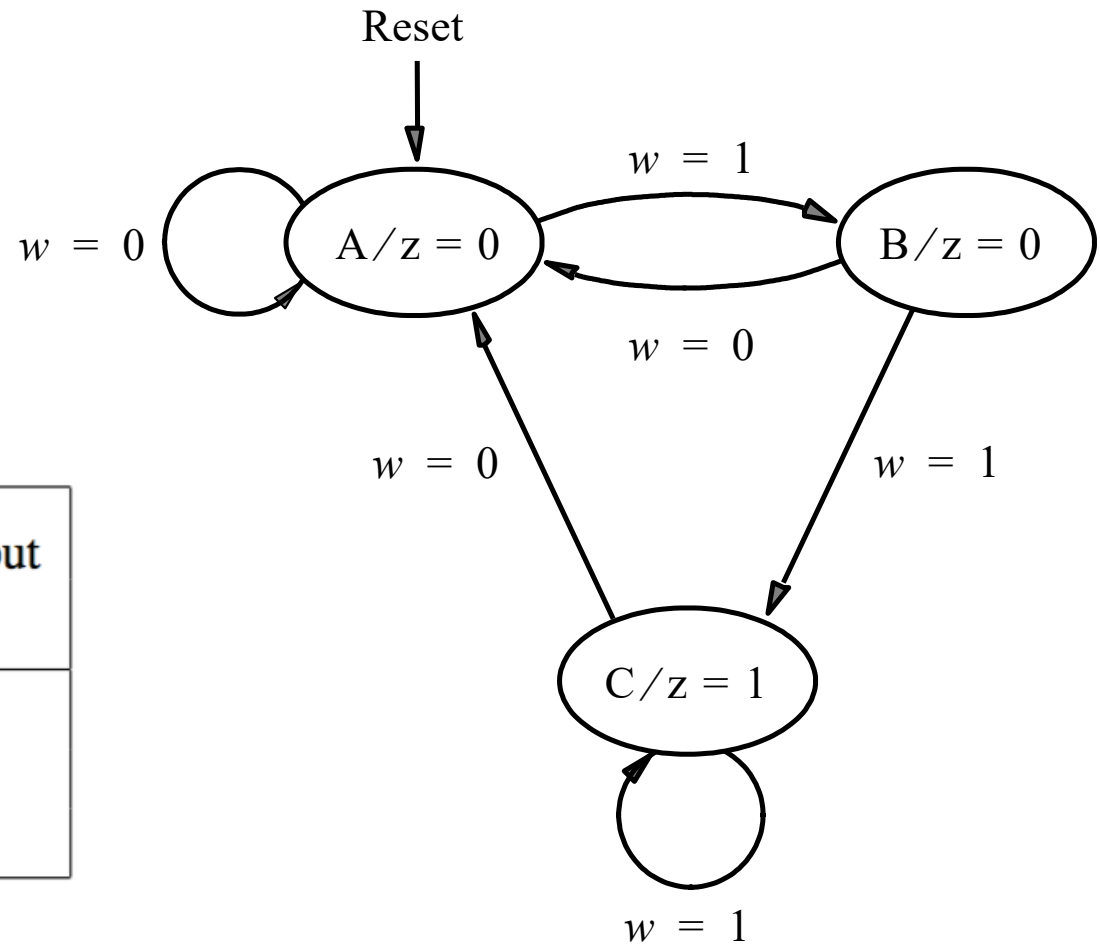 Reset
w = 1
w = 0
A/z = 0
B/z = 0
w = 0
w = 0
w = 1
C/z = 1
w = 1